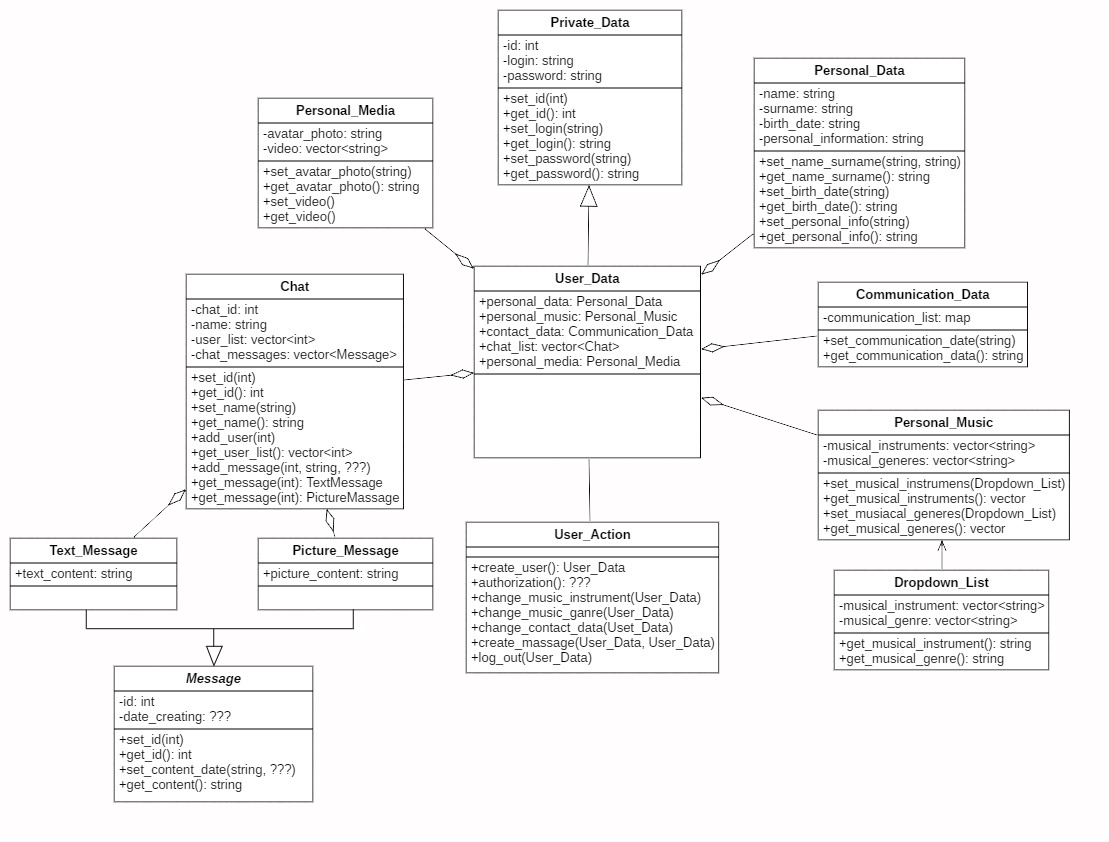 Private_Data
-id: int
-login: string
-password: string
+set_id(int)
+get_id(): int
+set_login(string)
+get_login(): string
+set_password(string)
+get_password(): string
Personal_Data
-name: string
-surname: string
-birth_date: string
-personal_information: string
+set_name_surname(string, string)
+get_name_surname(): string
+set_birth_date(string)
+get_birth_date(): string
+set_personal_info(string)
+get_personal_info(): string
Personal_Media
-avatar_photo: string
-video: vector<string>
+set_avatar_photo(string)
+get_avatar_photo(): string
+set_video()
+get_video()
User_Data
+personal_data: Personal_Data
+personal_music: Personal_Music
+contact_data: Communication_Data
+chat_list: vector<Chat>
+personal_media: Personal_Media
Chat
-chat_id: int
-name: string
-user_list: vector<int>
-chat_messages: vector<Message>
+set_id(int)
+get_id(): int
+set_name(string)
+get_name(): string
+add_user(int)
+get_user_list(): vector<int>
+add_message(int, string, ???)
+get_message(int): TextMessage
+get_message(int): PictureMassage
Communication_Data
-communication_list: map
+set_communication_date(string)
+get_communication_data(): string
Personal_Music
-musical_instruments: vector<string>
-musical_generes: vector<string>
+set_musical_instrumens(Dropdown_List)
+get_musical_instruments(): vector
+set_musiacal_generes(Dropdown_List)
+get_musical_generes(): vector
Text_Message
+text_content: string
Picture_Message
+picture_content: string
User_Action
+create_user(): User_Data
+authorization(): ???
+change_music_instrument(User_Data)
+change_music_ganre(User_Data)
+change_contact_data(Uset_Data)
+create_massage(User_Data, User_Data)
+log_out(User_Data)
Dropdown_List
-musical_instrument: vector<string>
-musical_genre: vector<string>
+get_musical_instrument(): string
+get_musical_genre(): string
Message
-id: int
-date_creating: ???
+set_id(int)
+get_id(): int
+set_content_date(string, ???)
+get_content(): string